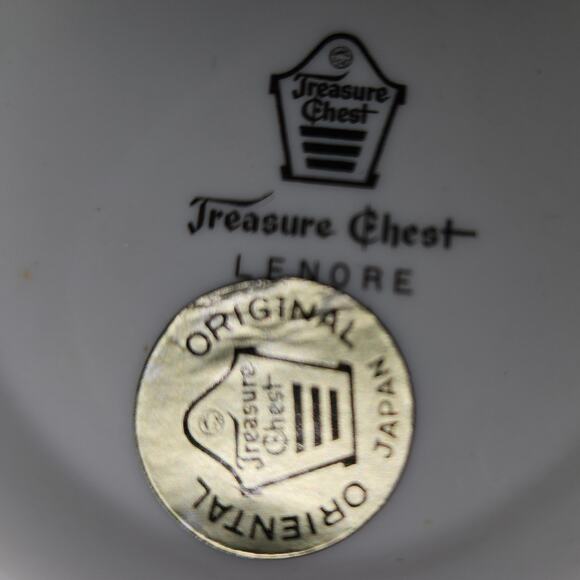 Treasure
Chest
Treasure Chest
LENORE
ORIGINAL
Treasure
Chest
ORIENTAL
JAPAN